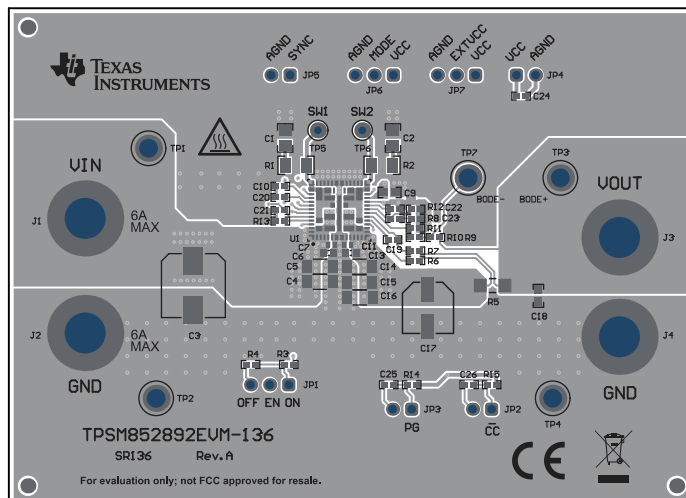 AGND
SYNC
JP5
AGND
MODE
VCC
JP6
AGND
EXTVCC
VCC
JP7
VCC
AGND
JP4
C24
TEXAS
INSTRUMENTS
SW1
SW2
TP5
TP6
C1
C2
R1
R2
TP1
TP7
TP3
BODE-
BODE+
VIN
VOUT
C10
C20
C21
R13
C9
R12
C22
R8
C23
R11
R10
R9
C19
R7
R6
U1
C7
C6
C11
C13
C5
C14
C4
C15
C16
J1
6A
MAX
J3
R5
C18
C3
C17
J2
6A
MAX
GND
J4
GND
R4
R3
JP1
OFF EN ON
C25
R14
C26
R15
JP3
JP2
PG
CC
TP2
TP4
TPSM852892EVM-136
SR136
Rev.A
For evaluation only; not FCC approved for resale.
CE